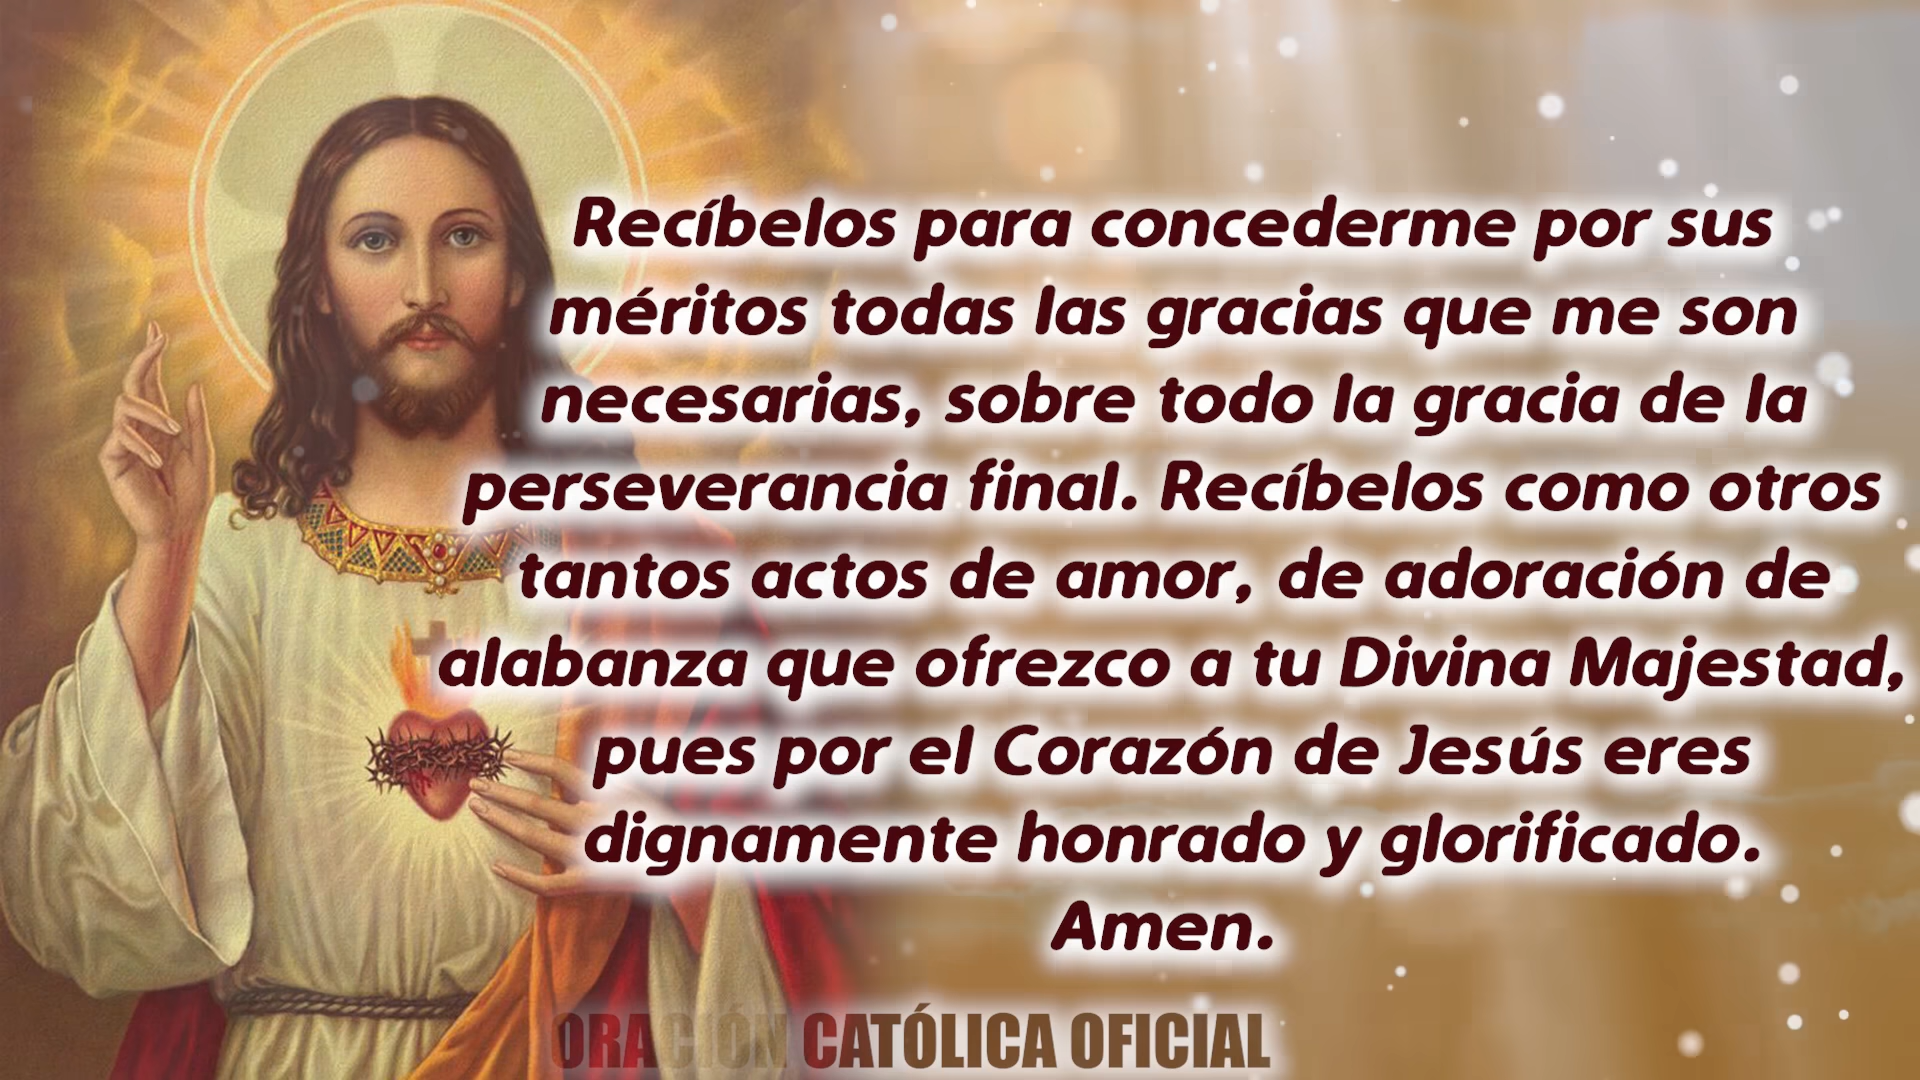 Recíbelos para concederme por sus
méritos todas las gracias que me son
necesarias, sobre todo la gracia de la
perseverancia final. Recíbelos como otros
tantos actos de amor, de adoración de
alabanza que ofrezco a tu Divina Majestad,
pues por el Corazón de Jesús eres
dignamente honrado y glorificado.
Amen.
ORACIÓN CATÓLICA OFICIAL